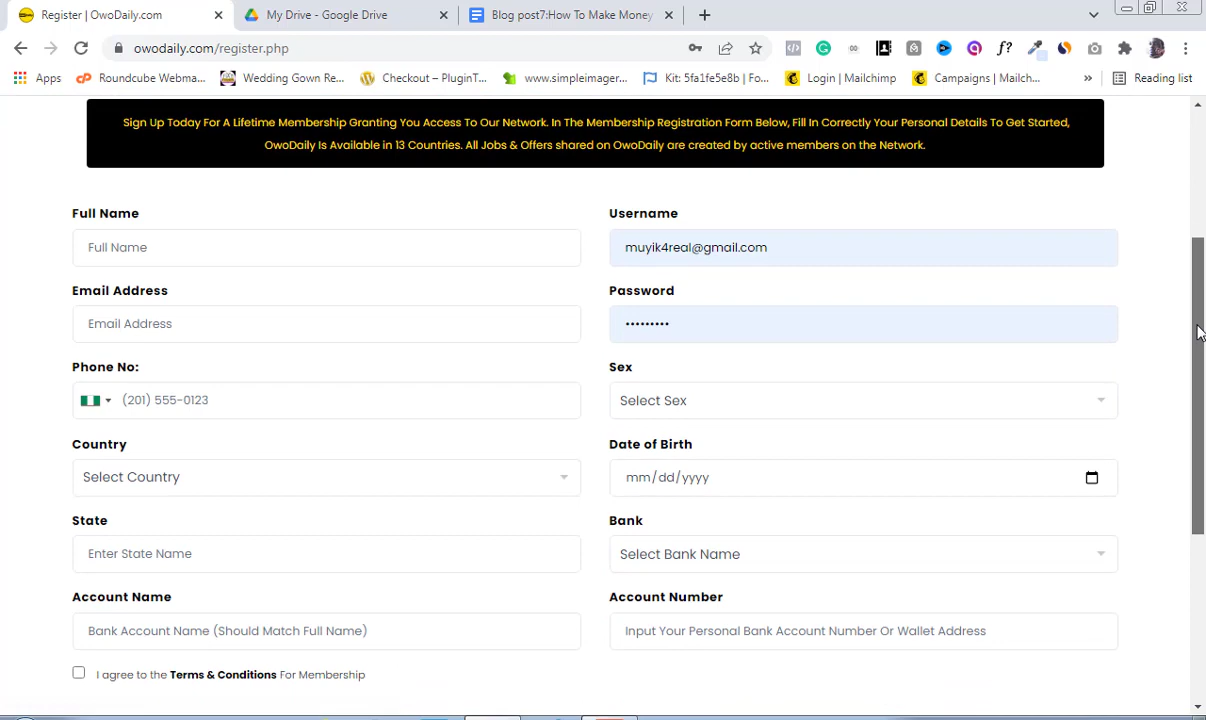 Register | OwoDaily.com
My Drive - Google Drive
Blog post7:How To Make Money
owodaily.com/register.php
f?
Apps
Roundcube Webma...
Wedding Gown Re...
Checkout – PluginT...
www.simpleimager...
Kit: 5fa1fe5e8b | Fo...
Login | Mailchimp
Campaigns | Mailch...
»
Reading list
Sign Up Today For A Lifetime Membership Granting You Access To Our Network. In The Membership Registration Form Below, Fill In Correctly Your Personal Details To Get Started,
OwoDaily Is Available in 13 Countries. All Jobs & Offers shared on OwoDaily are created by active members on the Network.
Full Name
Username
Full Name
muyik4real@gmail.com
Email Address
Password
Email Address
•••••••••
Phone No:
Sex
(201) 555-0123
Select Sex
Country
Date of Birth
Select Country
mm/dd/yyyy
State
Bank
Enter State Name
Select Bank Name
Account Name
Account Number
Bank Account Name (Should Match Full Name)
Input Your Personal Bank Account Number Or Wallet Address
I agree to the Terms & Conditions For Membership